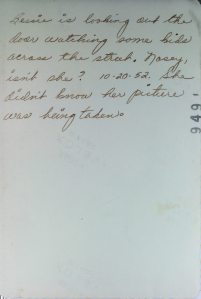 Bessie is looking out the
door watching some kids
across the street. Nosey,
isn't she? 10-20-52. She
didn't know her picture
was being taken.
949-